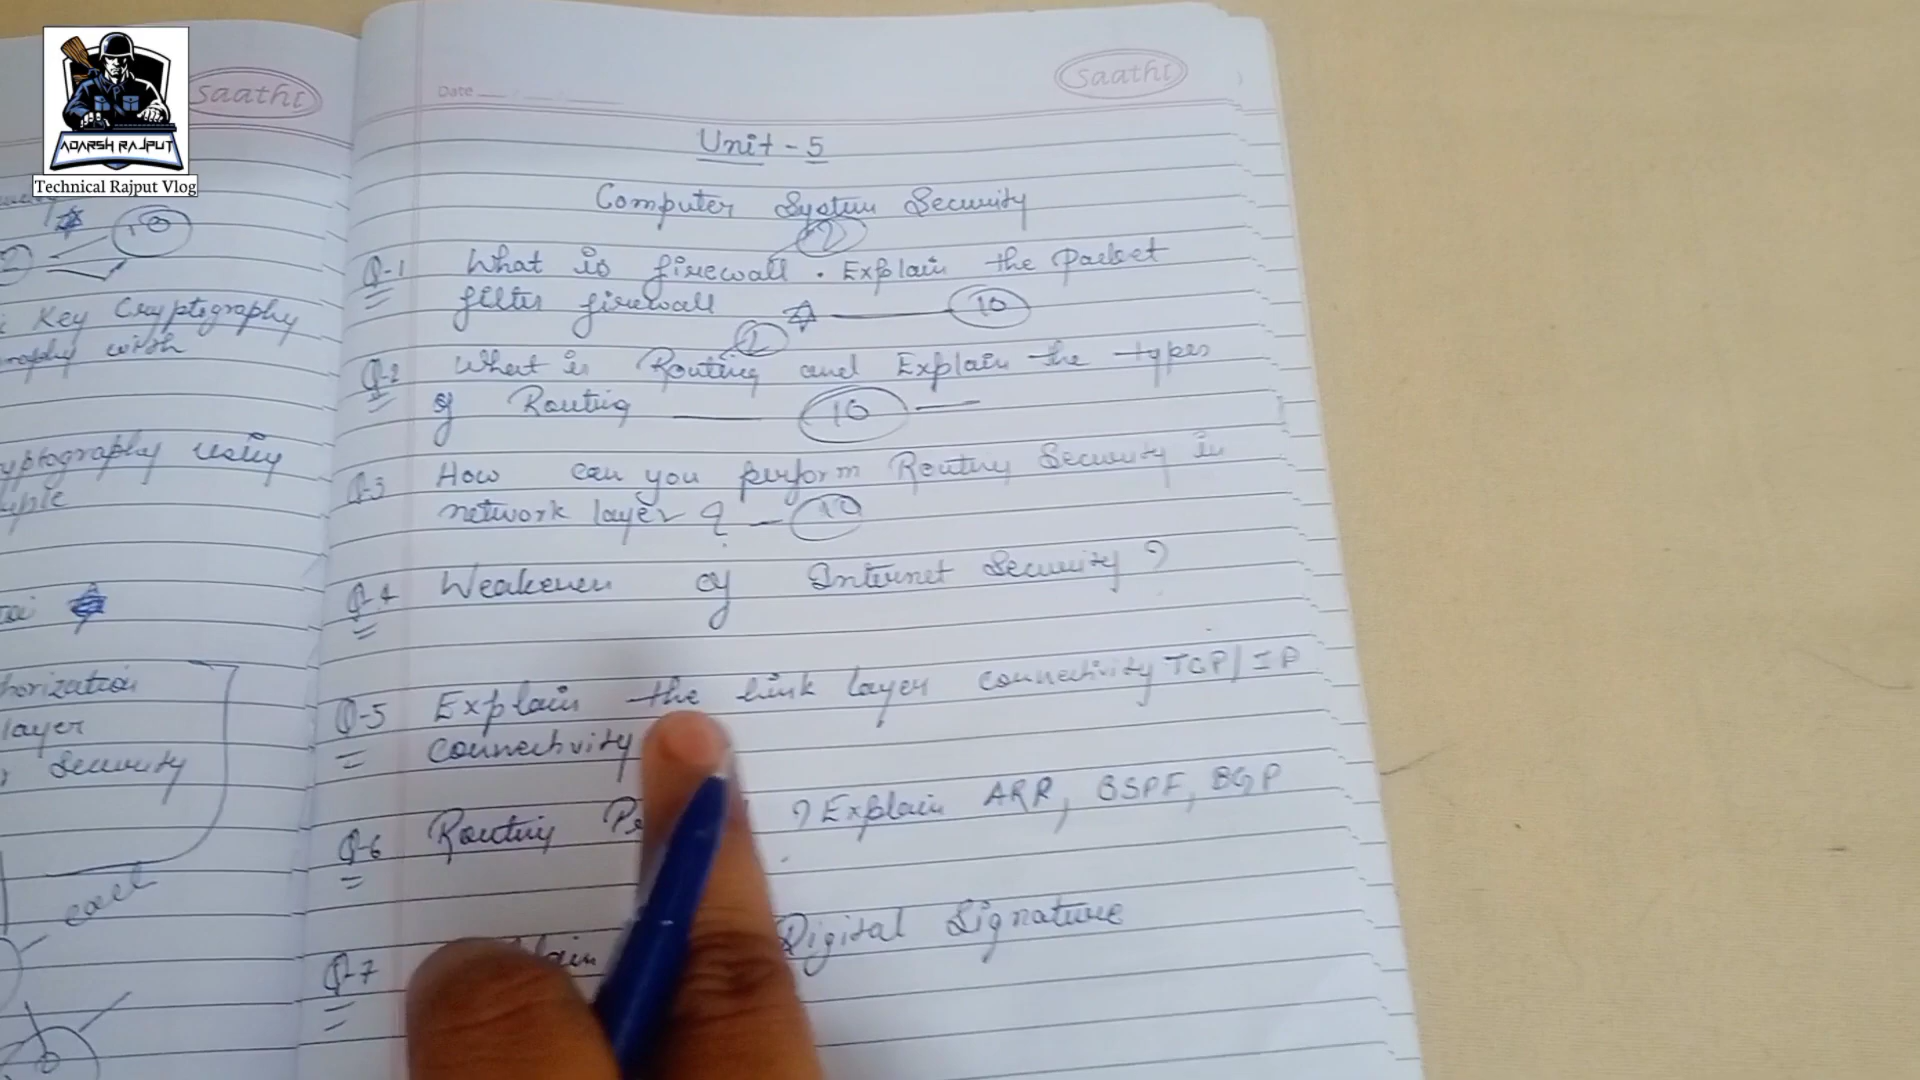 ADARSH RAJPUT
Technical Rajput Vlog
saathi
Key Cryptography
with
using
horization
layer
Security
Date
saathi
Unit - 5
Computer System Security
2
Q-1 What is firewall . Explain the Packet
filter firewall 10
2
Q-2 What is Routing and Explain the types
of Routing 10
Q-3 How can you perform Routing Security in
network layer ? 10
Q-4 of Internet Security ?
Q-5 Explain the link layer connectivity TCP/IP
connectivity
Q-6 Routing ? Explain ARP, OSPF, BGP
Q-7 Digital Signature